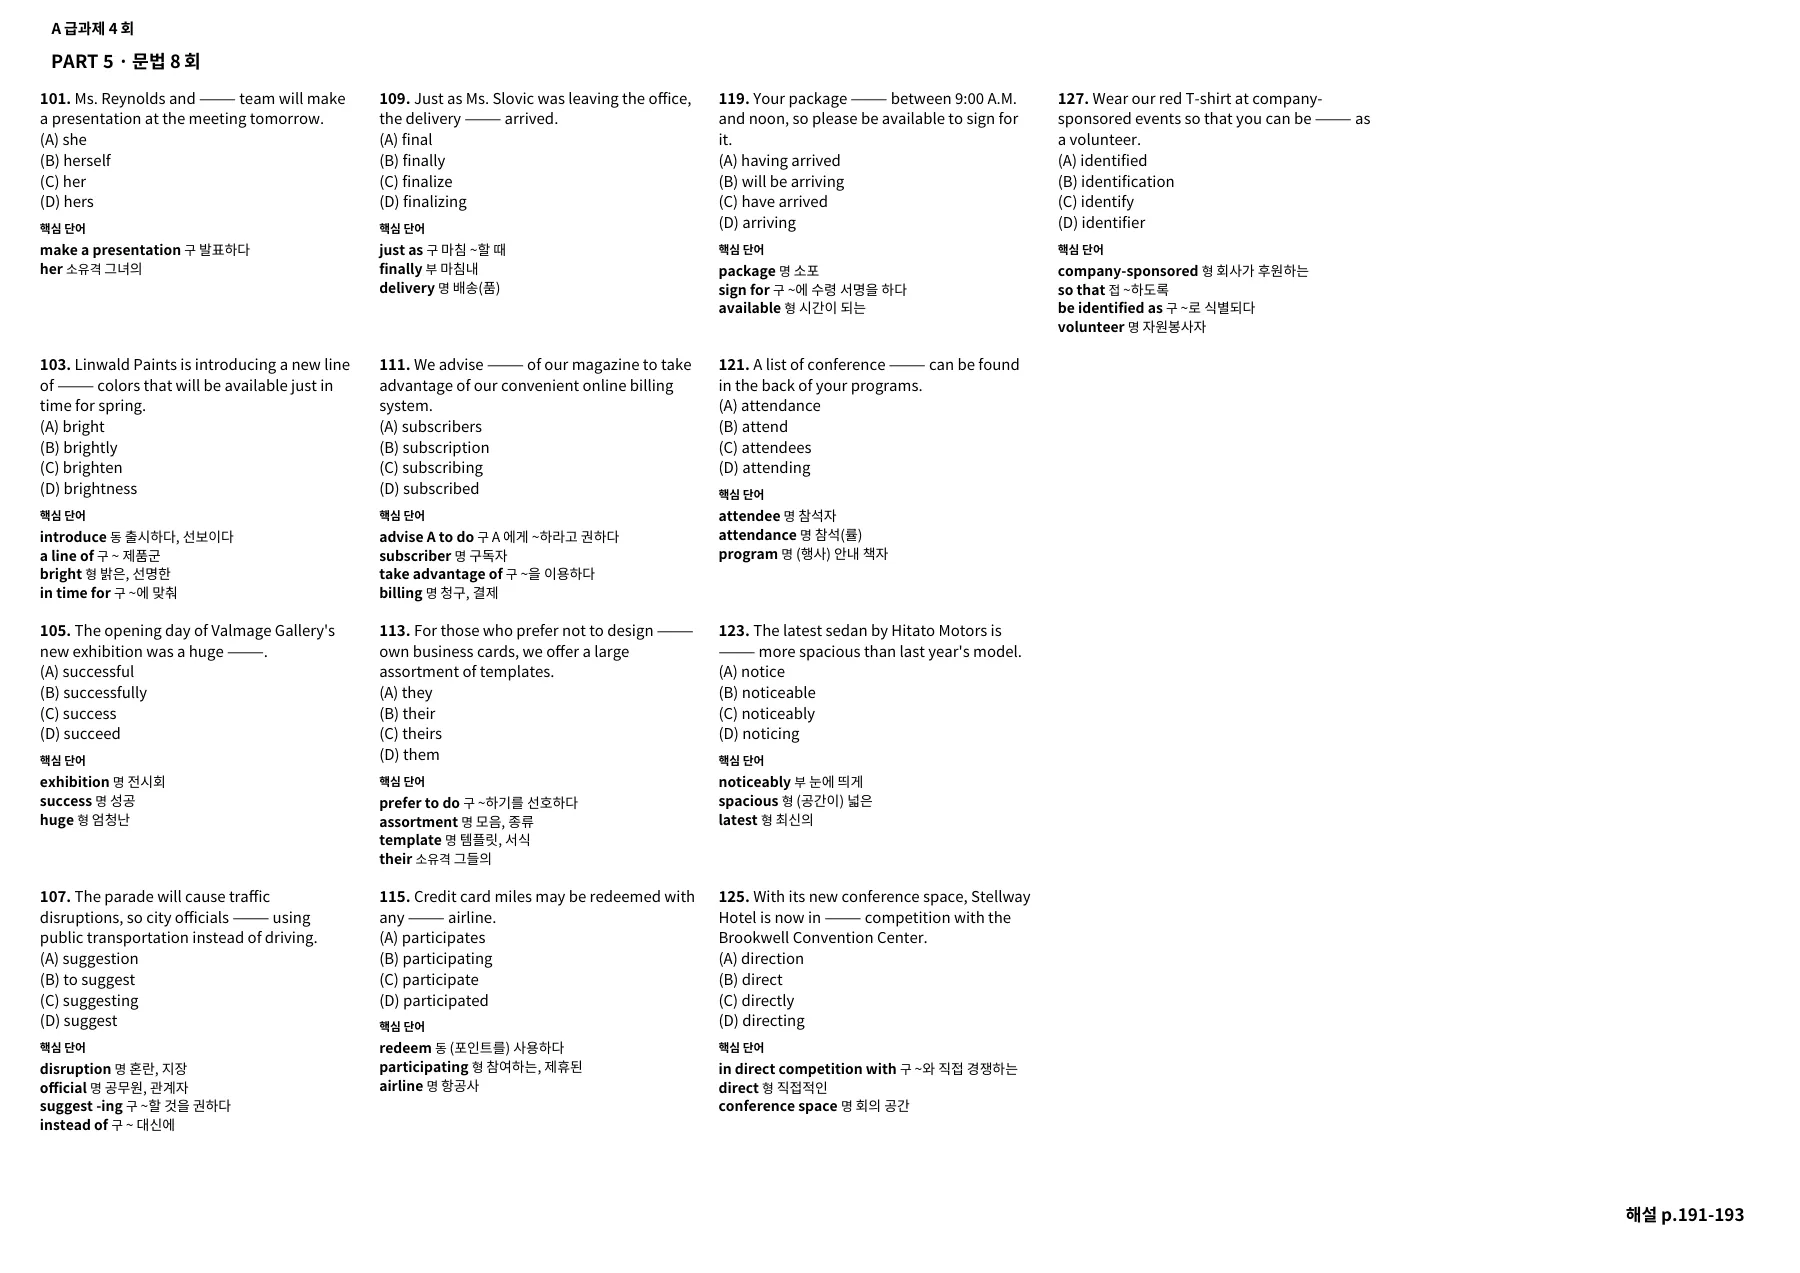 A 급과제 4 회
PART 5 · 문법 8 회
101. Ms. Reynolds and ——— team will make
a presentation at the meeting tomorrow.
(A) she
(B) herself
(C) her
(D) hers
핵심 단어
make a presentation 구 발표하다
her 소유격 그녀의
103. Linwald Paints is introducing a new line
of ——— colors that will be available just in
time for spring.
(A) bright
(B) brightly
(C) brighten
(D) brightness
핵심 단어
introduce 동 출시하다, 선보이다
a line of 구 ~ 제품군
bright 형 밝은, 선명한
in time for 구 ~에 맞춰
105. The opening day of Valmage Gallery's
new exhibition was a huge ———.
(A) successful
(B) successfully
(C) success
(D) succeed
핵심 단어
exhibition 명 전시회
success 명 성공
huge 형 엄청난
107. The parade will cause traffic
disruptions, so city officials ——— using
public transportation instead of driving.
(A) suggestion
(B) to suggest
(C) suggesting
(D) suggest
핵심 단어
disruption 명 혼란, 지장
official 명 공무원, 관계자
suggest -ing 구 ~할 것을 권하다
instead of 구 ~ 대신에
109. Just as Ms. Slovic was leaving the office,
the delivery ——— arrived.
(A) final
(B) finally
(C) finalize
(D) finalizing
핵심 단어
just as 구 마침 ~할 때
finally 부 마침내
delivery 명 배송(품)
111. We advise ——— of our magazine to take
advantage of our convenient online billing
system.
(A) subscribers
(B) subscription
(C) subscribing
(D) subscribed
핵심 단어
advise A to do 구 A 에게 ~하라고 권하다
subscriber 명 구독자
take advantage of 구 ~을 이용하다
billing 명 청구, 결제
113. For those who prefer not to design ———
own business cards, we offer a large
assortment of templates.
(A) they
(B) their
(C) theirs
(D) them
핵심 단어
prefer to do 구 ~하기를 선호하다
assortment 명 모음, 종류
template 명 템플릿, 서식
their 소유격 그들의
115. Credit card miles may be redeemed with
any ——— airline.
(A) participates
(B) participating
(C) participate
(D) participated
핵심 단어
redeem 동 (포인트를) 사용하다
participating 형 참여하는, 제휴된
airline 명 항공사
119. Your package ——— between 9:00 A.M.
and noon, so please be available to sign for
it.
(A) having arrived
(B) will be arriving
(C) have arrived
(D) arriving
핵심 단어
package 명 소포
sign for 구 ~에 수령 서명을 하다
available 형 시간이 되는
121. A list of conference ——— can be found
in the back of your programs.
(A) attendance
(B) attend
(C) attendees
(D) attending
핵심 단어
attendee 명 참석자
attendance 명 참석(률)
program 명 (행사) 안내 책자
123. The latest sedan by Hitato Motors is
——— more spacious than last year's model.
(A) notice
(B) noticeable
(C) noticeably
(D) noticing
핵심 단어
noticeably 부 눈에 띄게
spacious 형 (공간이) 넓은
latest 형 최신의
125. With its new conference space, Stellway
Hotel is now in ——— competition with the
Brookwell Convention Center.
(A) direction
(B) direct
(C) directly
(D) directing
핵심 단어
in direct competition with 구 ~와 직접 경쟁하는
direct 형 직접적인
conference space 명 회의 공간
127. Wear our red T-shirt at company-
sponsored events so that you can be ——— as
a volunteer.
(A) identified
(B) identification
(C) identify
(D) identifier
핵심 단어
company-sponsored 형 회사가 후원하는
so that 접 ~하도록
be identified as 구 ~로 식별되다
volunteer 명 자원봉사자
해설 p.191-193